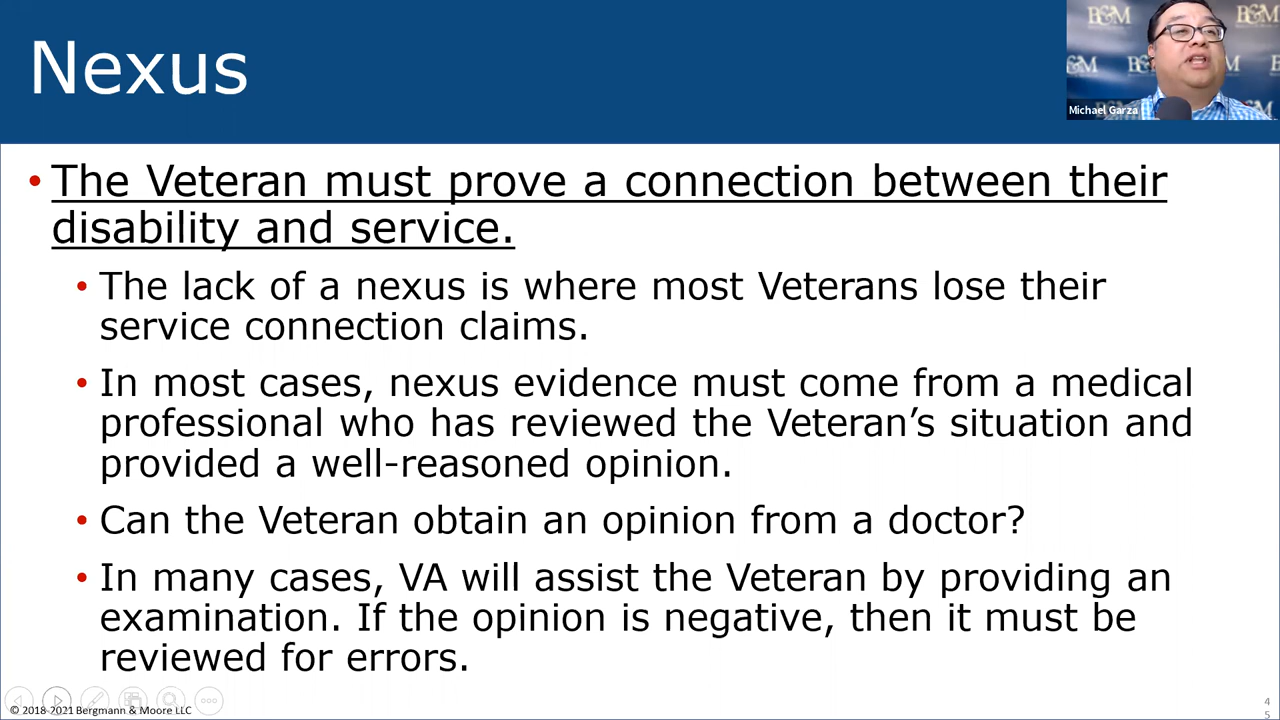 Nexus
B&M
B&M
B&M
B&M
B&M
Michael Garza
• The Veteran must prove a connection between their
disability and service.
• The lack of a nexus is where most Veterans lose their
service connection claims.
• In most cases, nexus evidence must come from a medical
professional who has reviewed the Veteran’s situation and
provided a well-reasoned opinion.
• Can the Veteran obtain an opinion from a doctor?
• In many cases, VA will assist the Veteran by providing an
examination. If the opinion is negative, then it must be
reviewed for errors.
© 2018-2021 Bergmann & Moore LLC
4
5